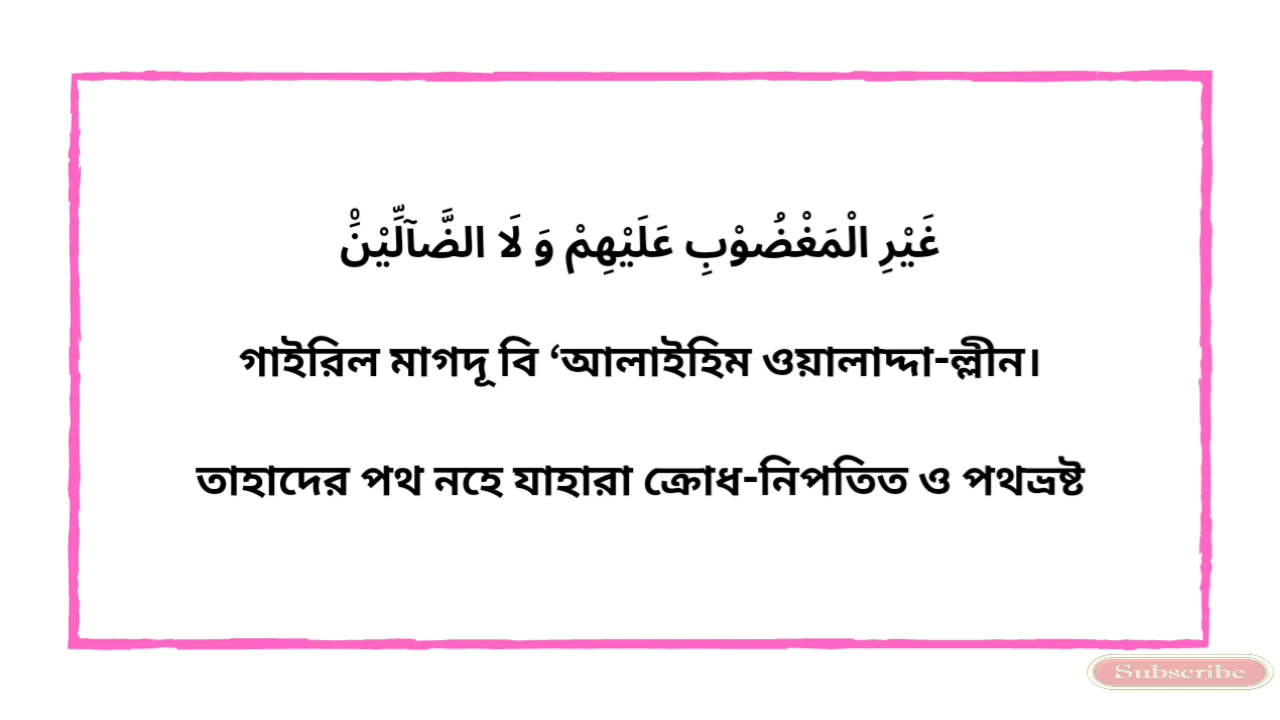 غَيْرِ الْمَغْضُوْبِ عَلَيْهِمْ وَ لَا الضَّآلِّيْنَْ
গাইরিল মাগদূ বি ‘আলাইহিম ওয়ালাদ্দা-ল্লীন।
তাহাদের পথ নহে যাহারা ক্রোধ-নিপতিত ও পথভ্রষ্ট
Subscribe